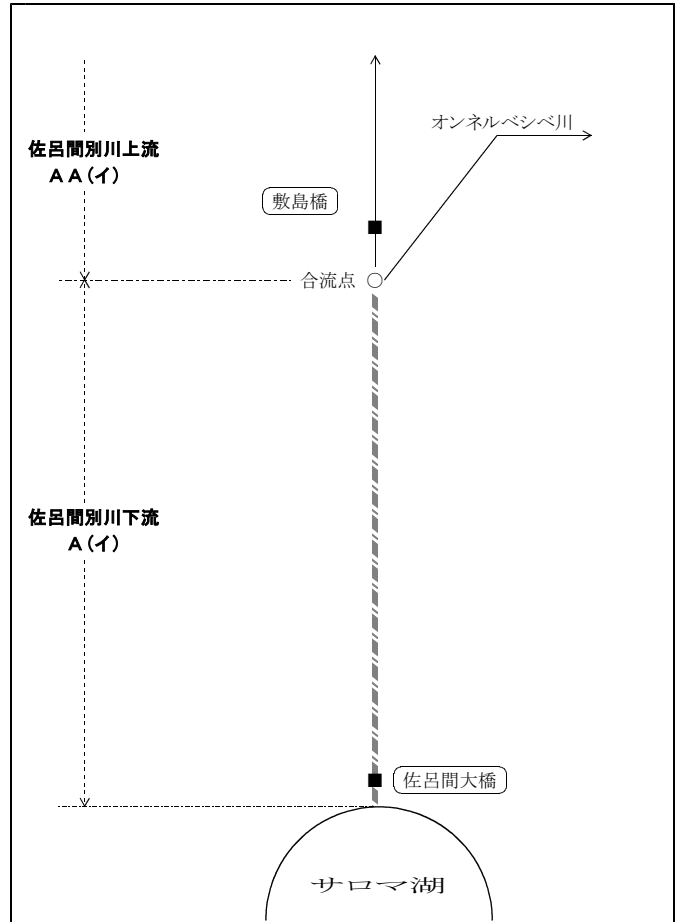 オンネルベシベ川
佐呂間別川上流
ＡＡ（イ）
敷島橋
合流点
佐呂間別川下流
Ａ（イ）
佐呂間大橋
サロマ湖